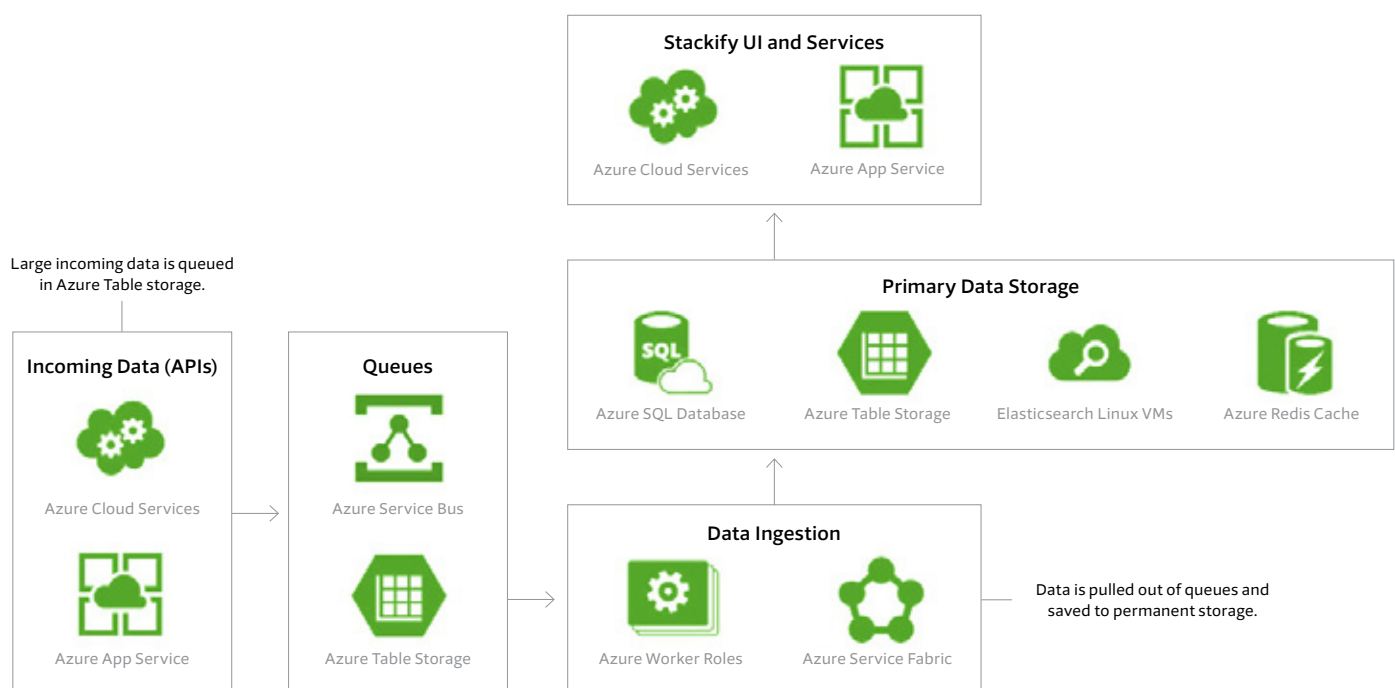 Stackify UI and Services
Azure Cloud Services
Azure App Service
Large incoming data is queued
in Azure Table storage.
Incoming Data (APIs)
Azure Cloud Services
Azure App Service
Queues
Azure Service Bus
Azure Table Storage
Primary Data Storage
SQL
Azure SQL Database
Azure Table Storage
Elasticsearch Linux VMs
Azure Redis Cache
Data Ingestion
Azure Worker Roles
Azure Service Fabric
Data is pulled out of queues and
saved to permanent storage.